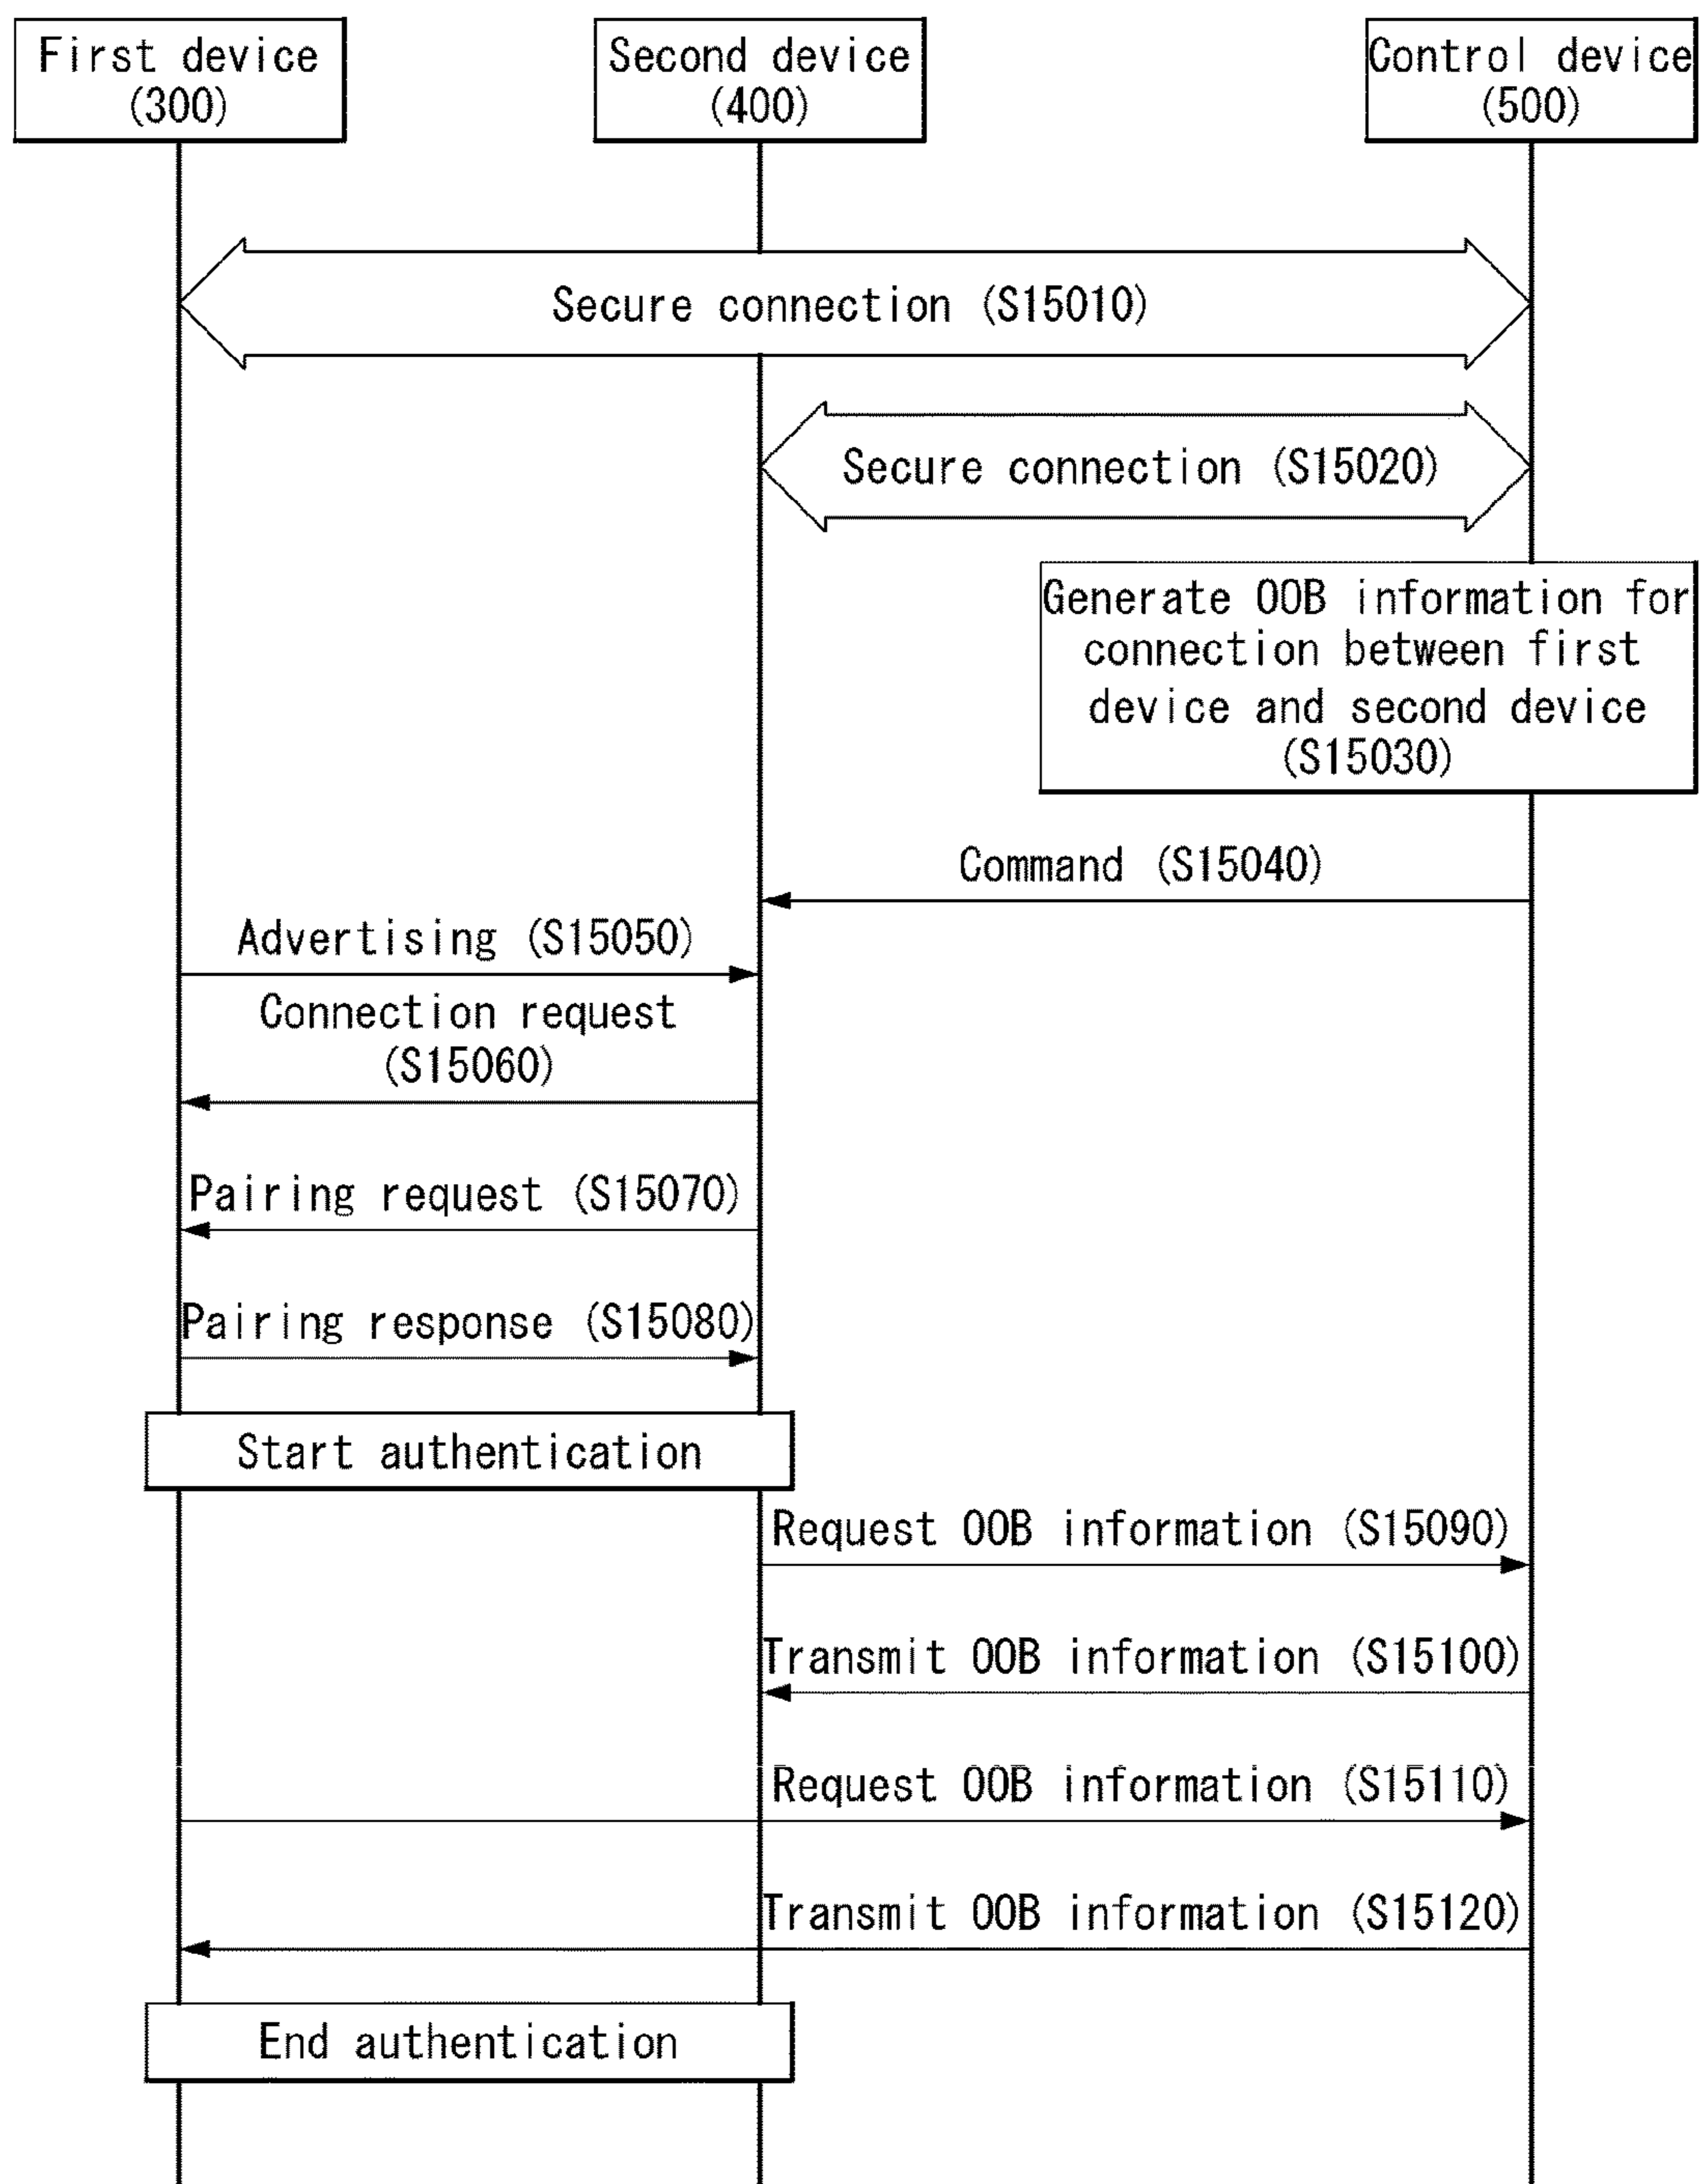 First device
(300)
Second device
(400)
Control device
(500)
Secure connection (S15010)
Secure connection (S15020)
Generate OOB information for
connection between first
device and second device
(S15030)
Command (S15040)
Advertising (S15050)
Connection request
(S15060)
Pairing request (S15070)
Pairing response (S15080)
Start authentication
Request OOB information (S15090)
Transmit OOB information (S15100)
Request OOB information (S15110)
Transmit OOB information (S15120)
End authentication